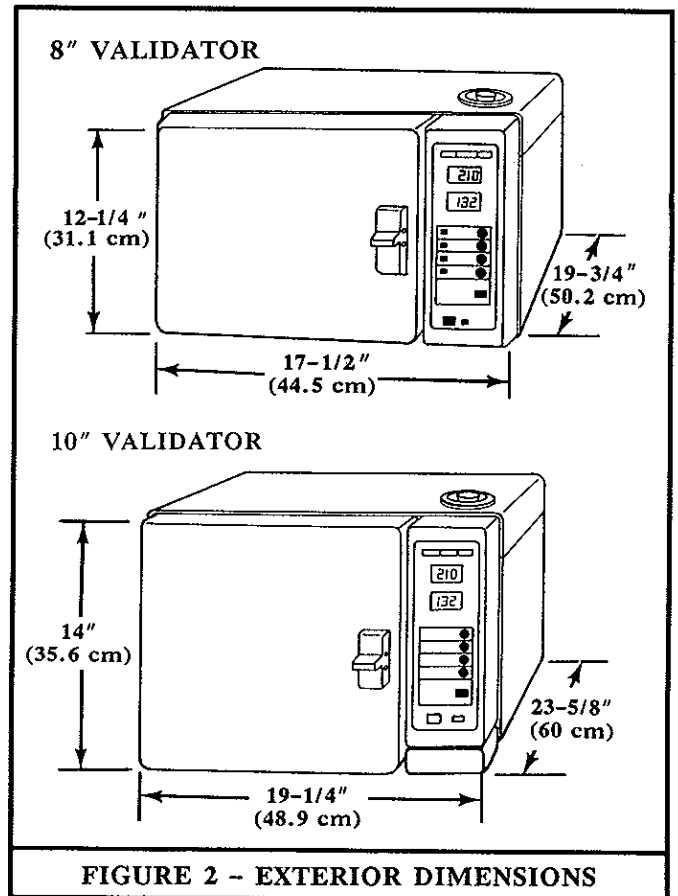 8" VALIDATOR
210
132
12-1/4 "
(31.1 cm)
19-3/4"
(50.2 cm)
17-1/2"
(44.5 cm)
10" VALIDATOR
210
132
14"
(35.6 cm)
23-5/8"
(60 cm)
19-1/4"
(48.9 cm)
FIGURE 2 - EXTERIOR DIMENSIONS